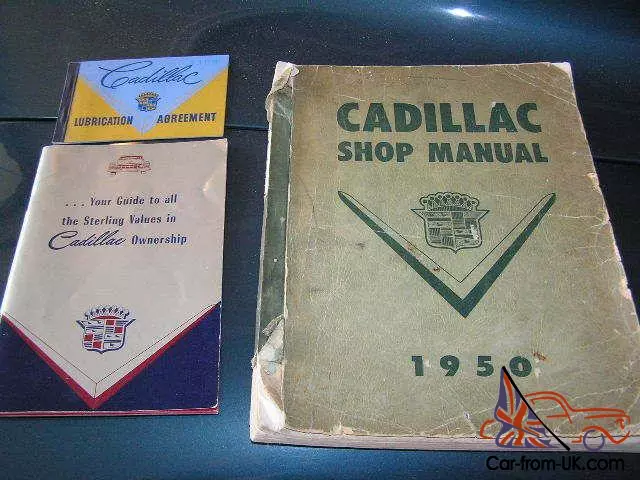 Cadillac
LUBRICATION AGREEMENT
... Your Guide to all
the Sterling Values in
Cadillac Ownership
CADILLAC
SHOP MANUAL
1950
Car-from-UK.com